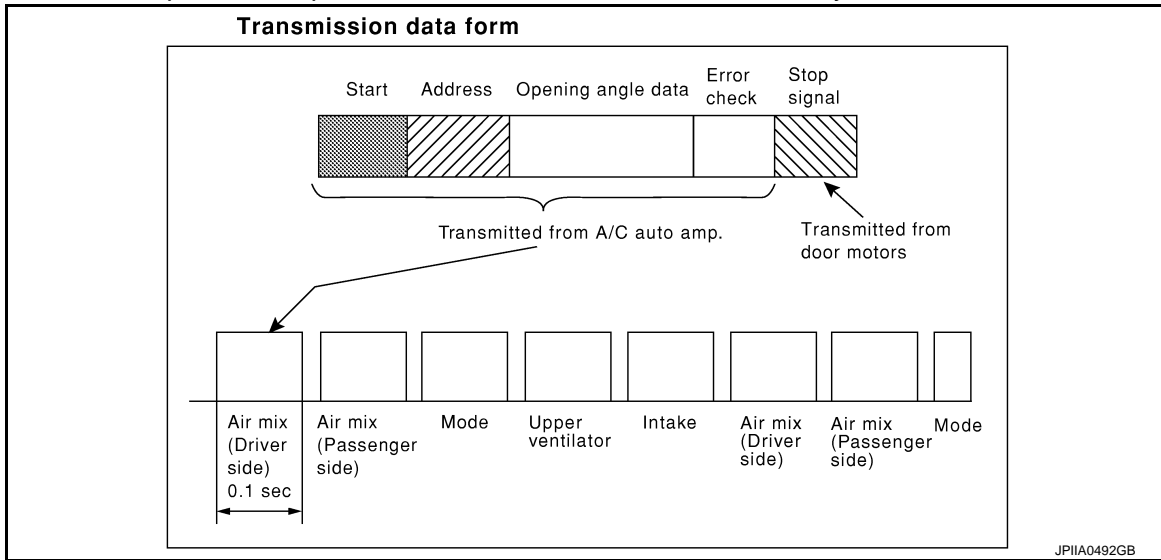 Transmission data form
Start Address Opening angle data Error check Stop signal
Transmitted from A/C auto amp.
Transmitted from door motors
Air mix (Driver side) 0.1 sec
Air mix (Passenger side)
Mode
Upper ventilator
Intake
Air mix (Driver side)
Air mix (Passenger side)
Mode
JPIIA0492GB